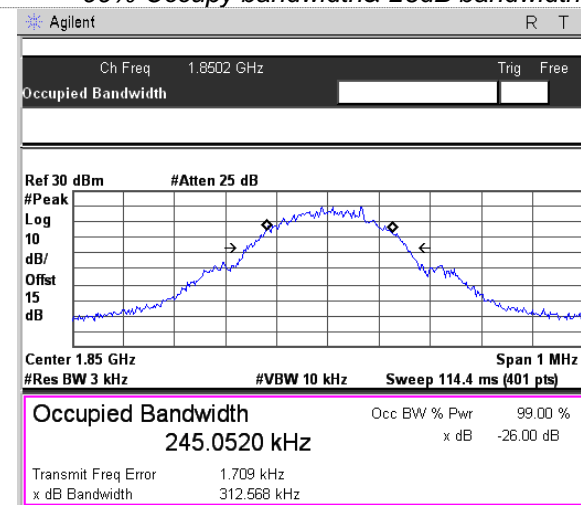 99% Occupy bandwidth& 26dB bandwidth
Agilent R T
Ch Freq 1.8502 GHz Trig Free
Occupied Bandwidth
Ref 30 dBm #Atten 25 dB
#Peak
Log
10
dB/
Offst
15
dB
Center 1.85 GHz Span 1 MHz
#Res BW 3 kHz #VBW 10 kHz Sweep 114.4 ms (401 pts)
Occupied Bandwidth Occ BW % Pwr 99.00 %
245.0520 kHz x dB -26.00 dB
Transmit Freq Error 1.709 kHz
x dB Bandwidth 312.568 kHz